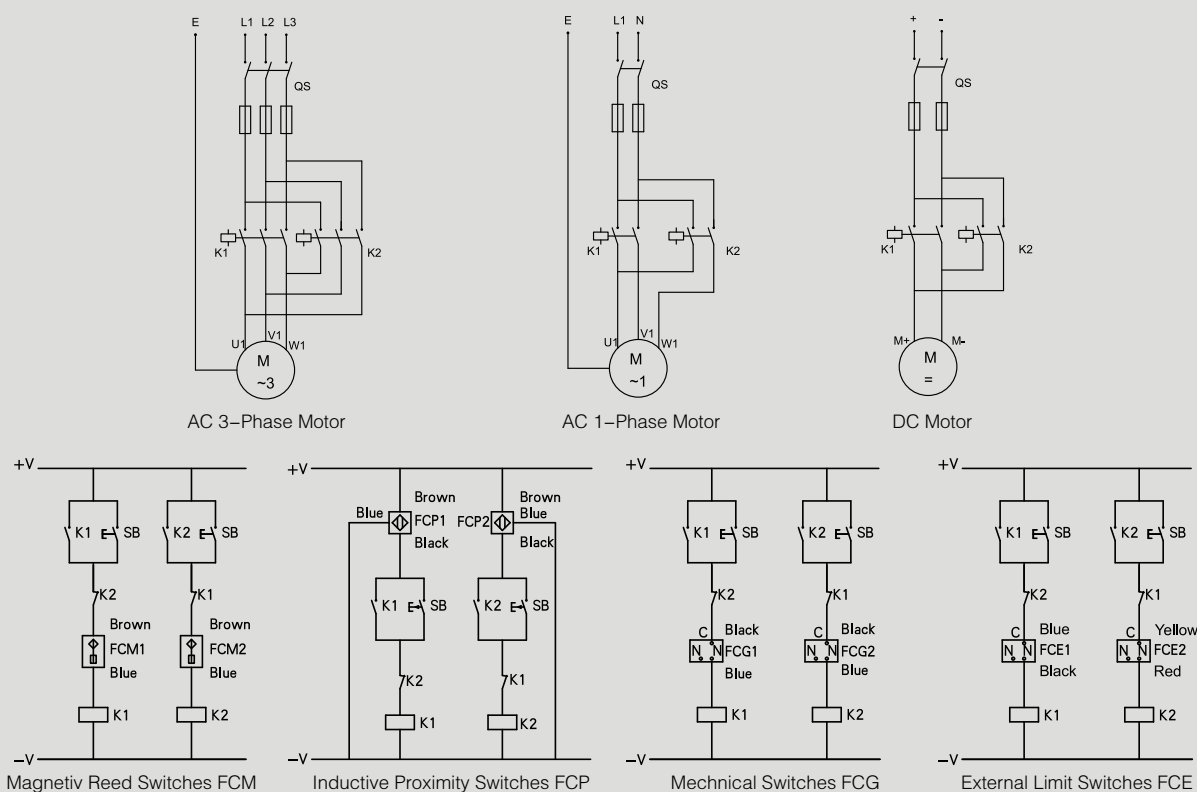 E L1 L2 L3
QS
K1 K2
U1 V1 W1
M
~3
AC 3-Phase Motor
E L1 N
QS
K1 K2
U1 V1 W1
M
~1
AC 1-Phase Motor
+ -
QS
K1 K2
M+ M-
M
=
DC Motor
+V
K1 SB K2 SB
K2 K1
Brown Brown
FCM1 FCM2
Blue Blue
K1 K2
-V
Magnetiv Reed Switches FCM
+V
Brown Brown
Blue FCP1 FCP2 Blue
Black Black
K1 SB K2 SB
K2 K1
K1 K2
-V
Inductive Proximity Switches FCP
+V
K1 SB K2 SB
K2 K1
C Black C Black
N N FCG1 N N FCG2
Blue Blue
K1 K2
-V
Mechnical Switches FCG
+V
K1 SB K2 SB
K2 K1
C Blue C Yellow
N N FCE1 N N FCE2
Black Red
K1 K2
-V
External Limit Switches FCE